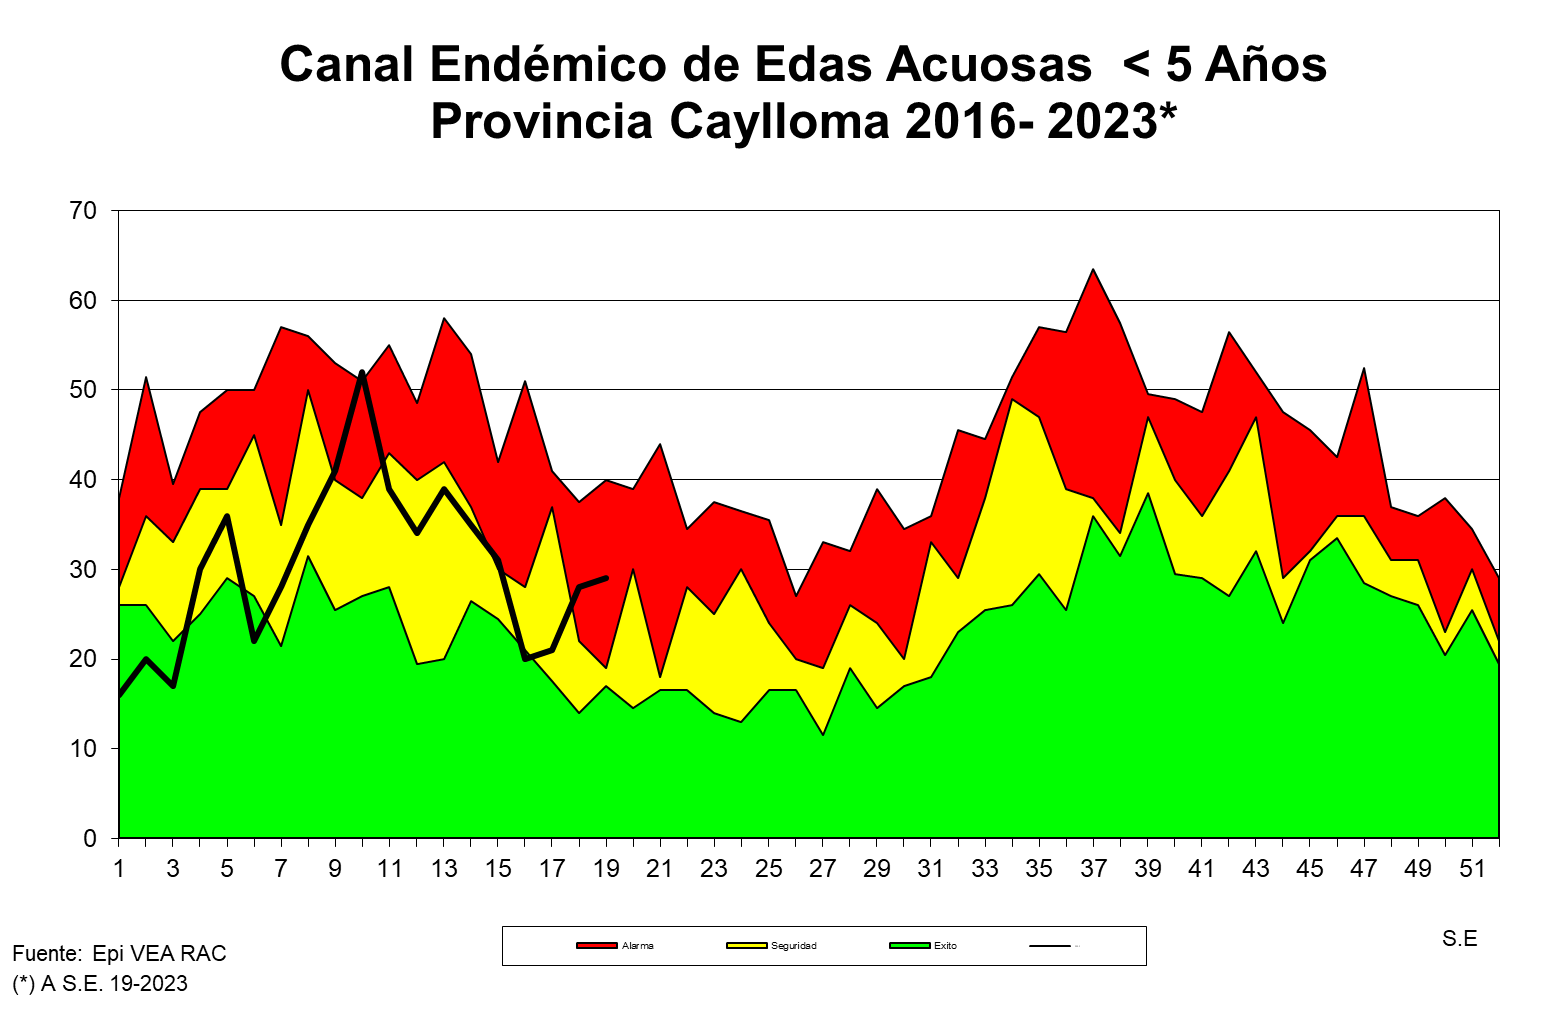 Canal Endémico de Edas Acuosas < 5 Años
Provincia Caylloma 2016- 2023*
70
60
50
40
30
20
10
0
1 3 5 7 9 11 13 15 17 19 21 23 25 27 29 31 33 35 37 39 41 43 45 47 49 51
S.E
Alarma Seguridad Exito ...
Fuente: Epi VEA RAC
(*) A S.E. 19-2023